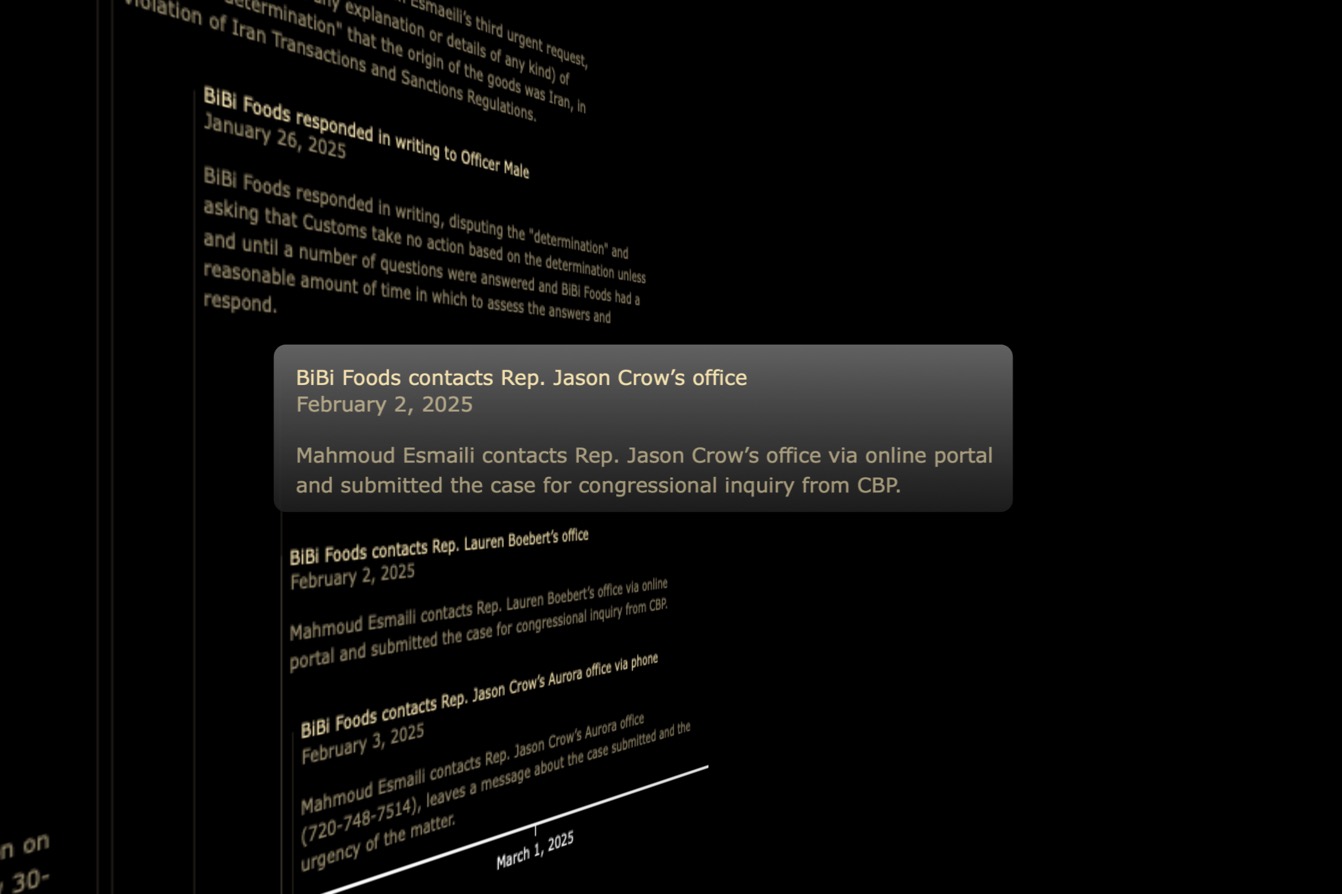 Esmaeili's third urgent request,
any explanation or details of any kind) of
determination" that the origin of the goods was Iran, in
violation of Iran Transactions and Sanctions Regulations.
BiBi Foods responded in writing to Officer Male
January 26, 2025
BiBi Foods responded in writing, disputing the "determination" and
asking that Customs take no action based on the determination unless
and until a number of questions were answered and BiBi Foods had a
reasonable amount of time in which to assess the answers and
respond.
BiBi Foods contacts Rep. Jason Crow’s office
February 2, 2025
Mahmoud Esmaili contacts Rep. Jason Crow’s office via online portal
and submitted the case for congressional inquiry from CBP.
BiBi Foods contacts Rep. Lauren Boebert’s office
February 2, 2025
Mahmoud Esmaili contacts Rep. Lauren Boebert’s office via online
portal and submitted the case for congressional inquiry from CBP.
BiBi Foods contacts Rep. Jason Crow’s Aurora office via phone
February 3, 2025
Mahmoud Esmaili contacts Rep. Jason Crow’s Aurora office
(720-748-7514), leaves a message about the case submitted and the
urgency of the matter.
March 1, 2025
n on
30-